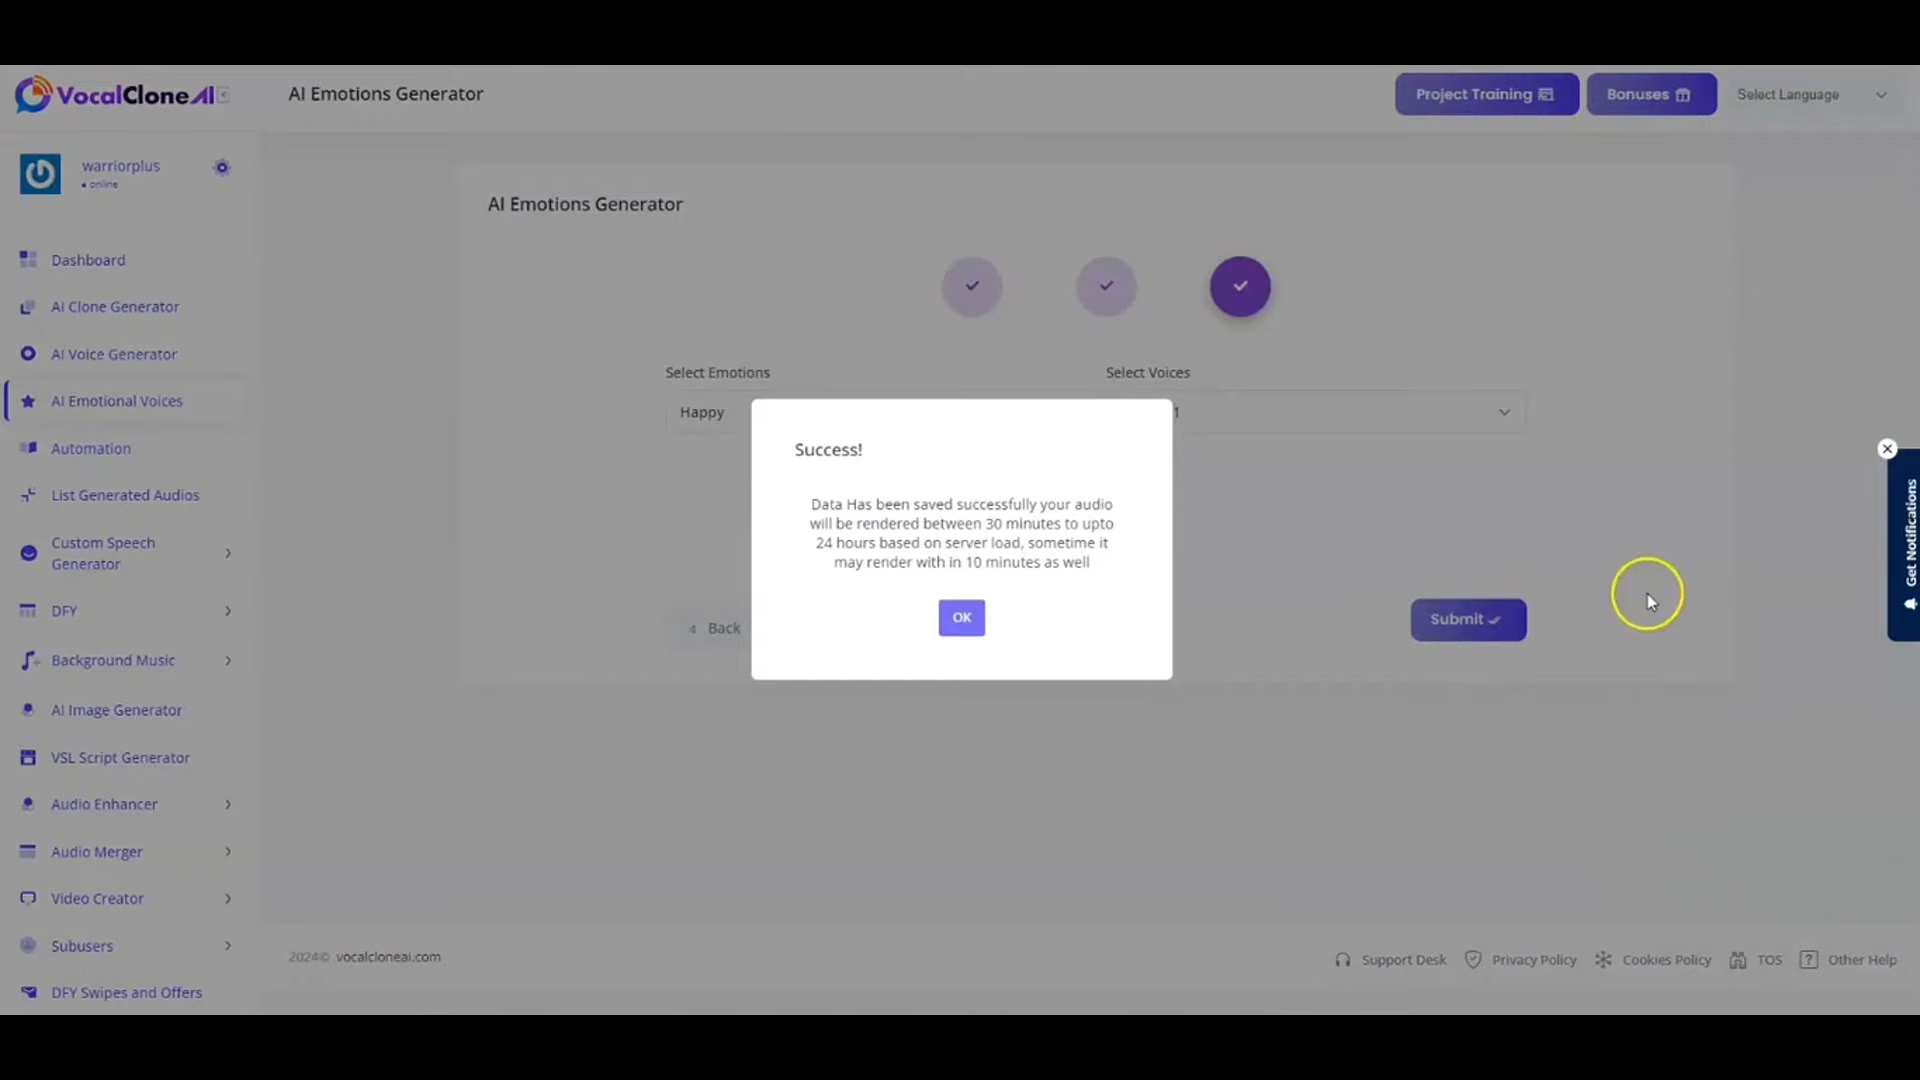 VocalCloneAI
AI Emotions Generator
Project Training
Bonuses
Select Language
warriorplus
online
Dashboard
AI Clone Generator
AI Voice Generator
AI Emotional Voices
Automation
List Generated Audios
Custom Speech
Generator
DFY
Background Music
AI Image Generator
VSL Script Generator
Audio Enhancer
Audio Merger
Video Creator
Subusers
DFY Swipes and Offers
AI Emotions Generator
Select Emotions
Select Voices
Happy
1
Success!
Data Has been saved successfully your audio
will be rendered between 30 minutes to upto
24 hours based on server load, sometime it
may render with in 10 minutes as well
OK
Back
Submit
Get Notifications
2024© vocalcloneai.com
Support Desk
Privacy Policy
Cookies Policy
TOS
Other Help